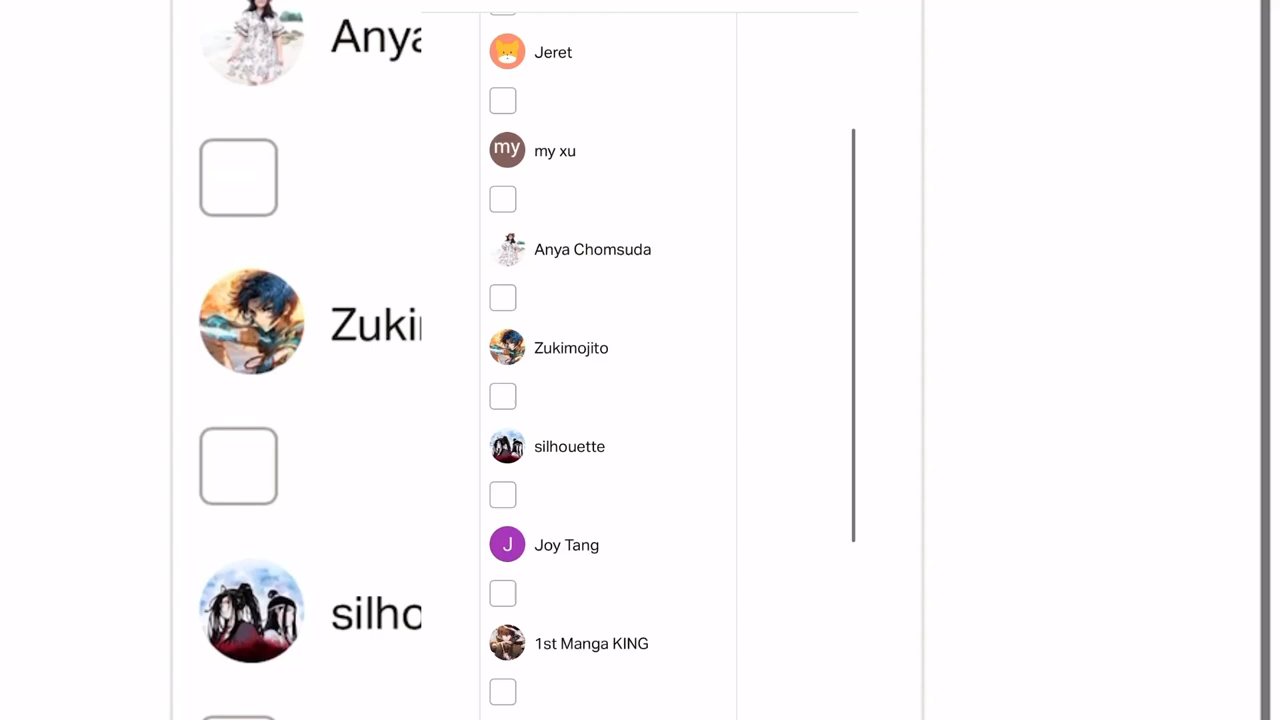 Anya
Zuki
silho
Jeret
my
my xu
Anya Chomsuda
Zukimojito
silhouette
J
Joy Tang
1st Manga KING